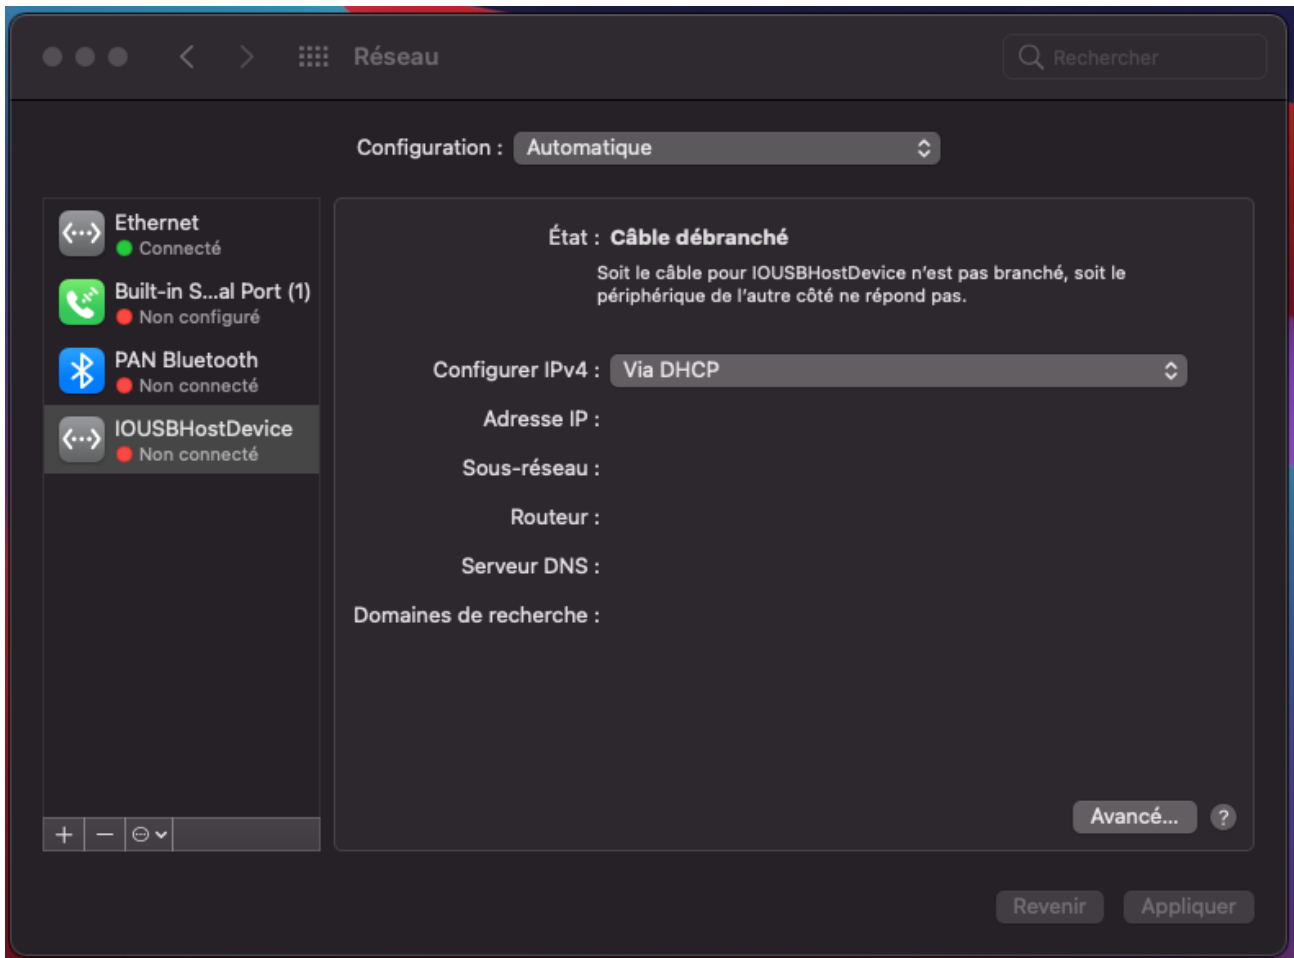 Réseau
Rechercher
Configuration : Automatique
Ethernet
Connecté
Built-in S...al Port (1)
Non configuré
PAN Bluetooth
Non connecté
IOUSBHostDevice
Non connecté
État : Câble débranché
Soit le câble pour IOUSBHostDevice n'est pas branché, soit le
périphérique de l'autre côté ne répond pas.
Configurer IPv4 : Via DHCP
Adresse IP :
Sous-réseau :
Routeur :
Serveur DNS :
Domaines de recherche :
Avancé... ?
Revenir Appliquer